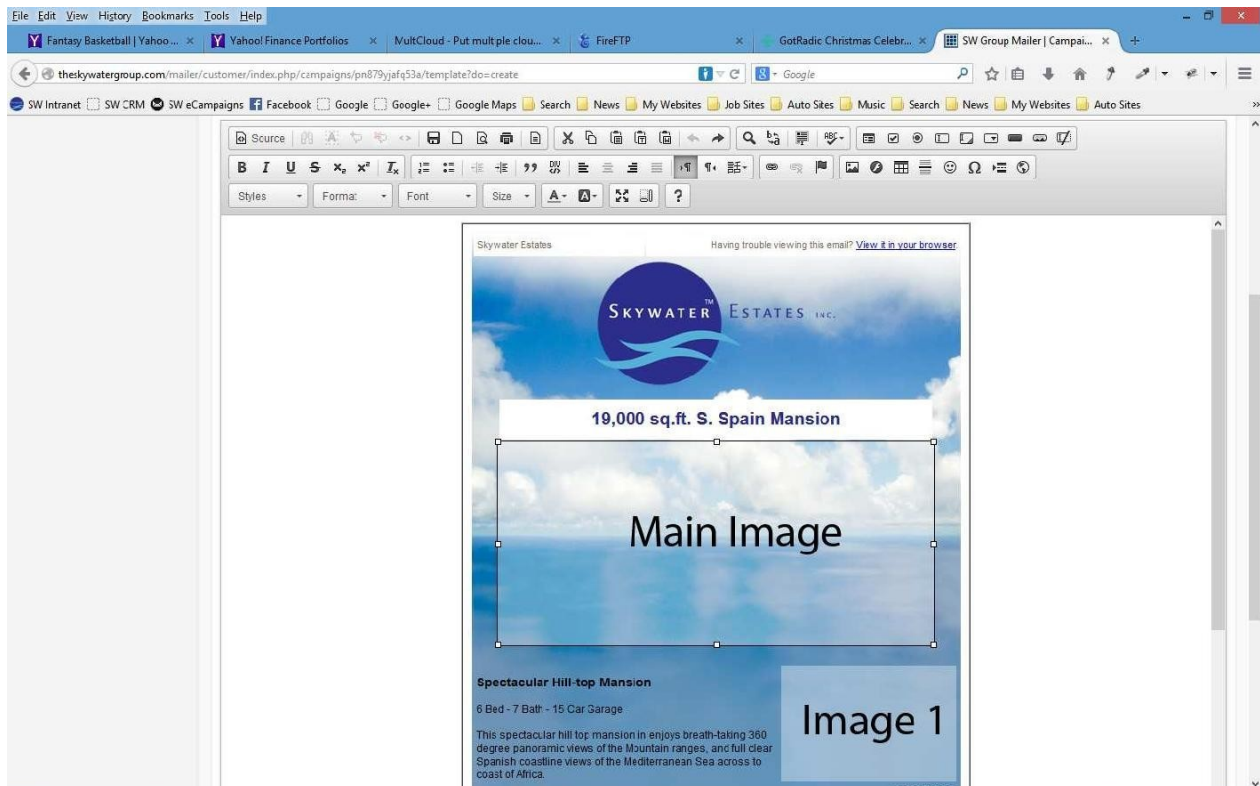 File Edit View History Bookmarks Tools Help
Fantasy Basketball | Yahoo ... × Yahoo! Finance Portfolios × MultCloud - Put mult ple clou... × FireFTP × GotRadic Christmas Celebr... × SW Group Mailer | Campai... × +
theskywatergroup.com/mailer/customer/index.php/campaigns/pn879yjafq53a/template?do=create Google
SW Intranet SW CRM SW eCampaigns Facebook Google Google+ Google Maps Search News My Websites Job Sites Auto Sites Music Search News My Websites Auto Sites »
Source
B I U S x₂ x² Iₓ
Styles Format Font Size A A ?
Skywater Estates Having trouble viewing this email? View it in your browser.
SKYWATER™ ESTATES INC.
19,000 sq.ft. S. Spain Mansion
Main Image
Spectacular Hill-top Mansion
6 Bed - 7 Bath - 15 Car Garage
Image 1
This spectacular hill top mansion in enjoys breath-taking 360
degree panoramic views of the Mountain ranges, and full clear
Spanish coastline views of the Mediterranean Sea across to
coast of Africa.